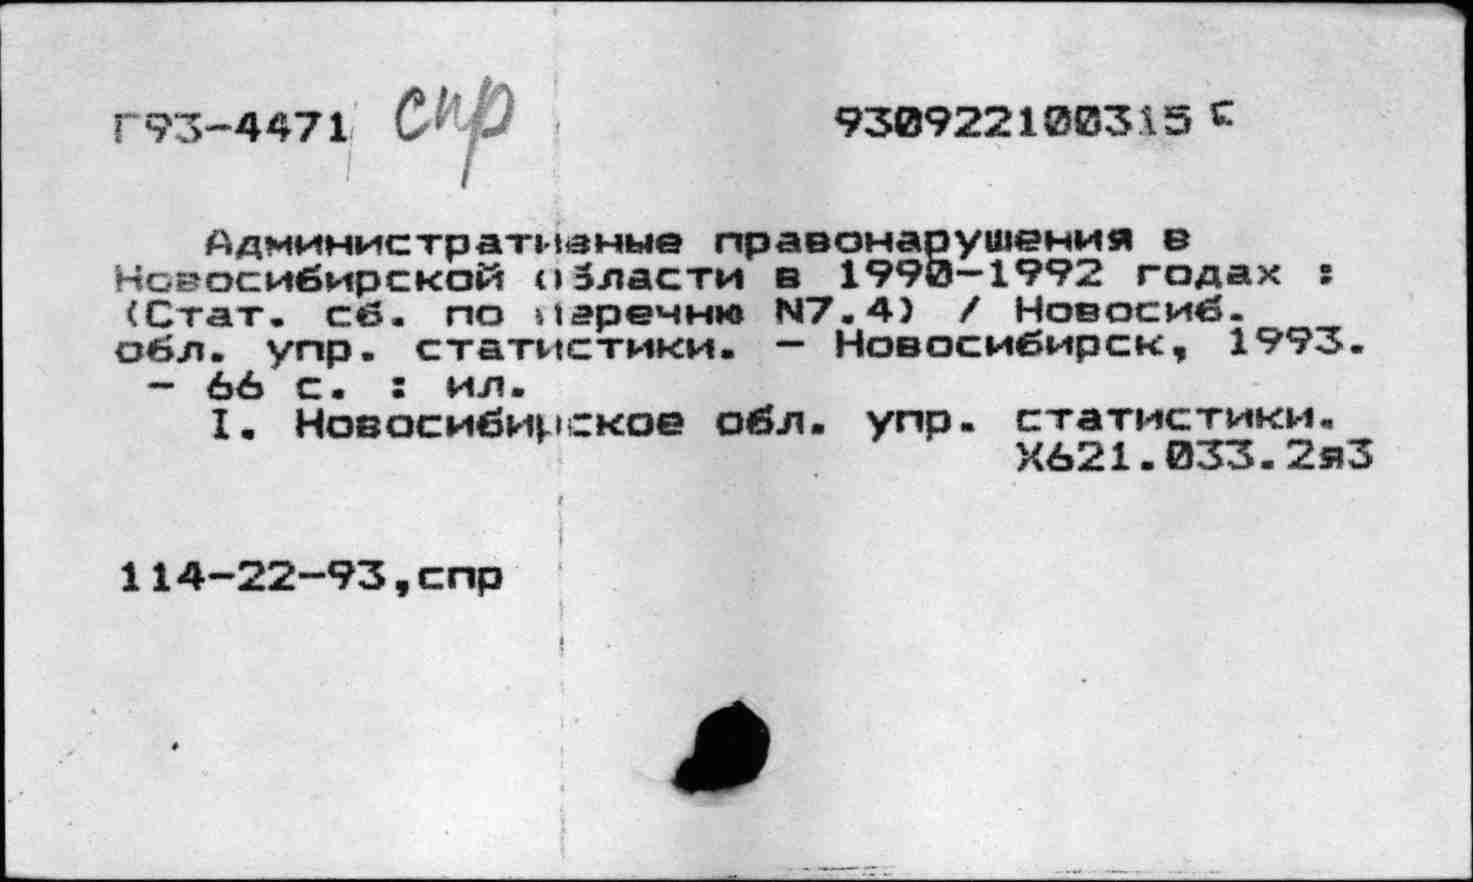 Г93-4471 спр 930922100315 с
Административные правонарушения в
Новосибирской области в 1990-1992 годах :
(Стат. сб. по перечню N7.4) / Новосиб.
обл. упр. статистики. - Новосибирск, 1993.
- 66 с. : ил.
I. Новосибирское обл. упр. статистики.
Х621.033.2я3
114-22-93,спр